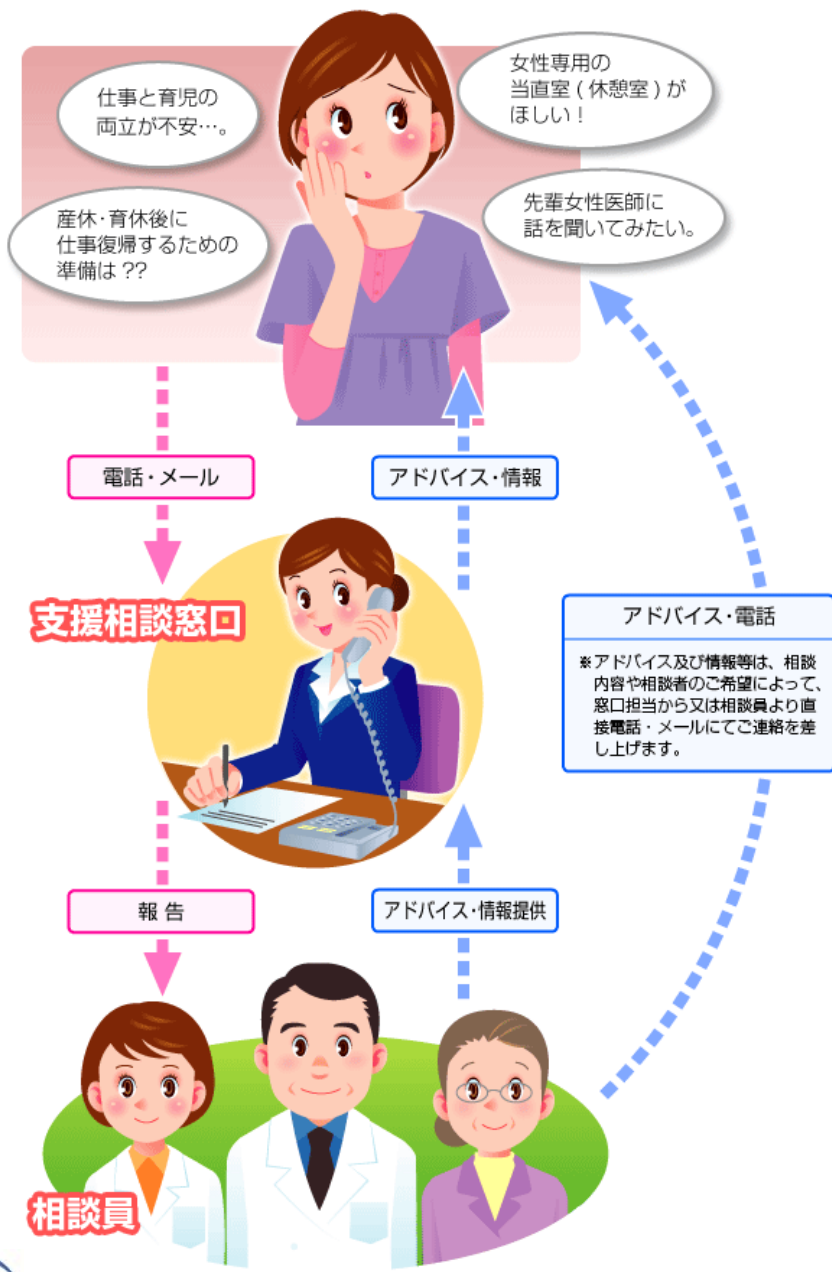 仕事と育児の
両立が不安…。
女性専用の
当直室(休憩室)が
ほしい！
産休・育休後に
仕事復帰するための
準備は??
先輩女性医師に
話を聞いてみたい。
電話・メール
アドバイス・情報
支援相談窓口
アドバイス・電話
※アドバイス及び情報等は、相談
内容や相談者のご希望によって、
窓口担当から又は相談員より直
接電話・メールにてご連絡を差
し上げます。
報告
アドバイス・情報提供
相談員